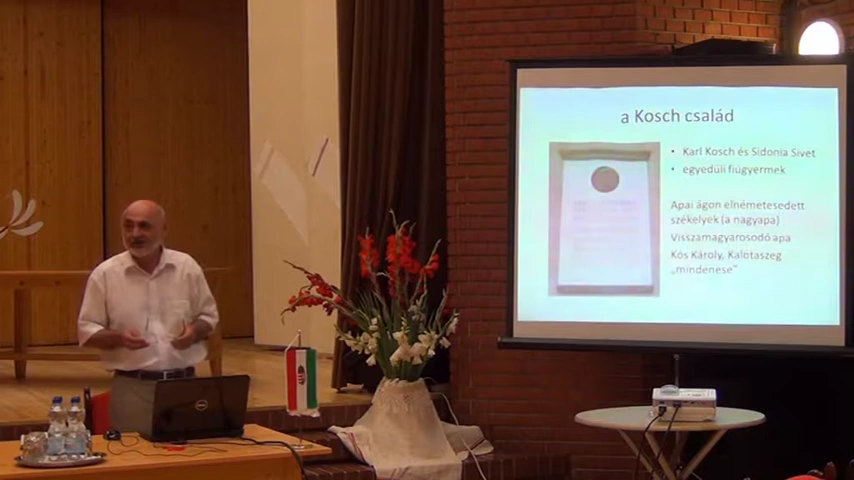 a Kosch család
• Karl Kosch és Sidonia Sivet
• egyedüli fiúgyermek
Apai ágon elnémetesedett
székelyek (a nagyapa)
Visszamagyarosodó apa
Kós Károly, Kalotaszeg
„mindenese”
DELL